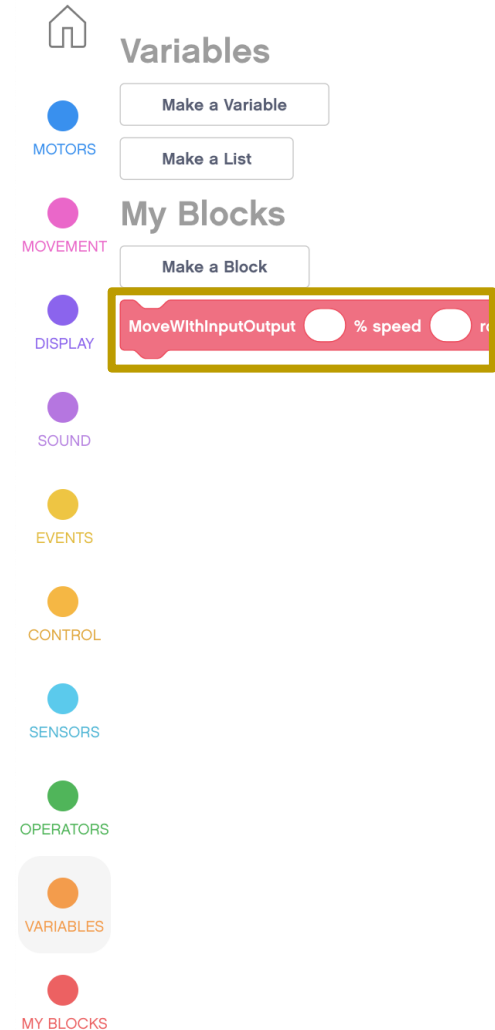 Variables
Make a Variable
MOTORS
Make a List
My Blocks
MOVEMENT
Make a Block
MoveWIthInputOutput % speed
DISPLAY
SOUND
EVENTS
CONTROL
SENSORS
OPERATORS
VARIABLES
MY BLOCKS